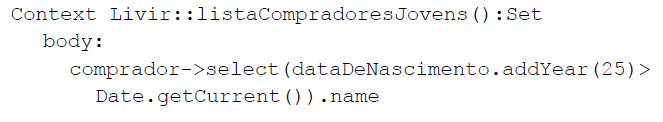 Context Livir::listaCompradoresJovens():Set
body:
comprador->select(dataDeNascimento.addYear(25)>
Date.getCurrent()).name